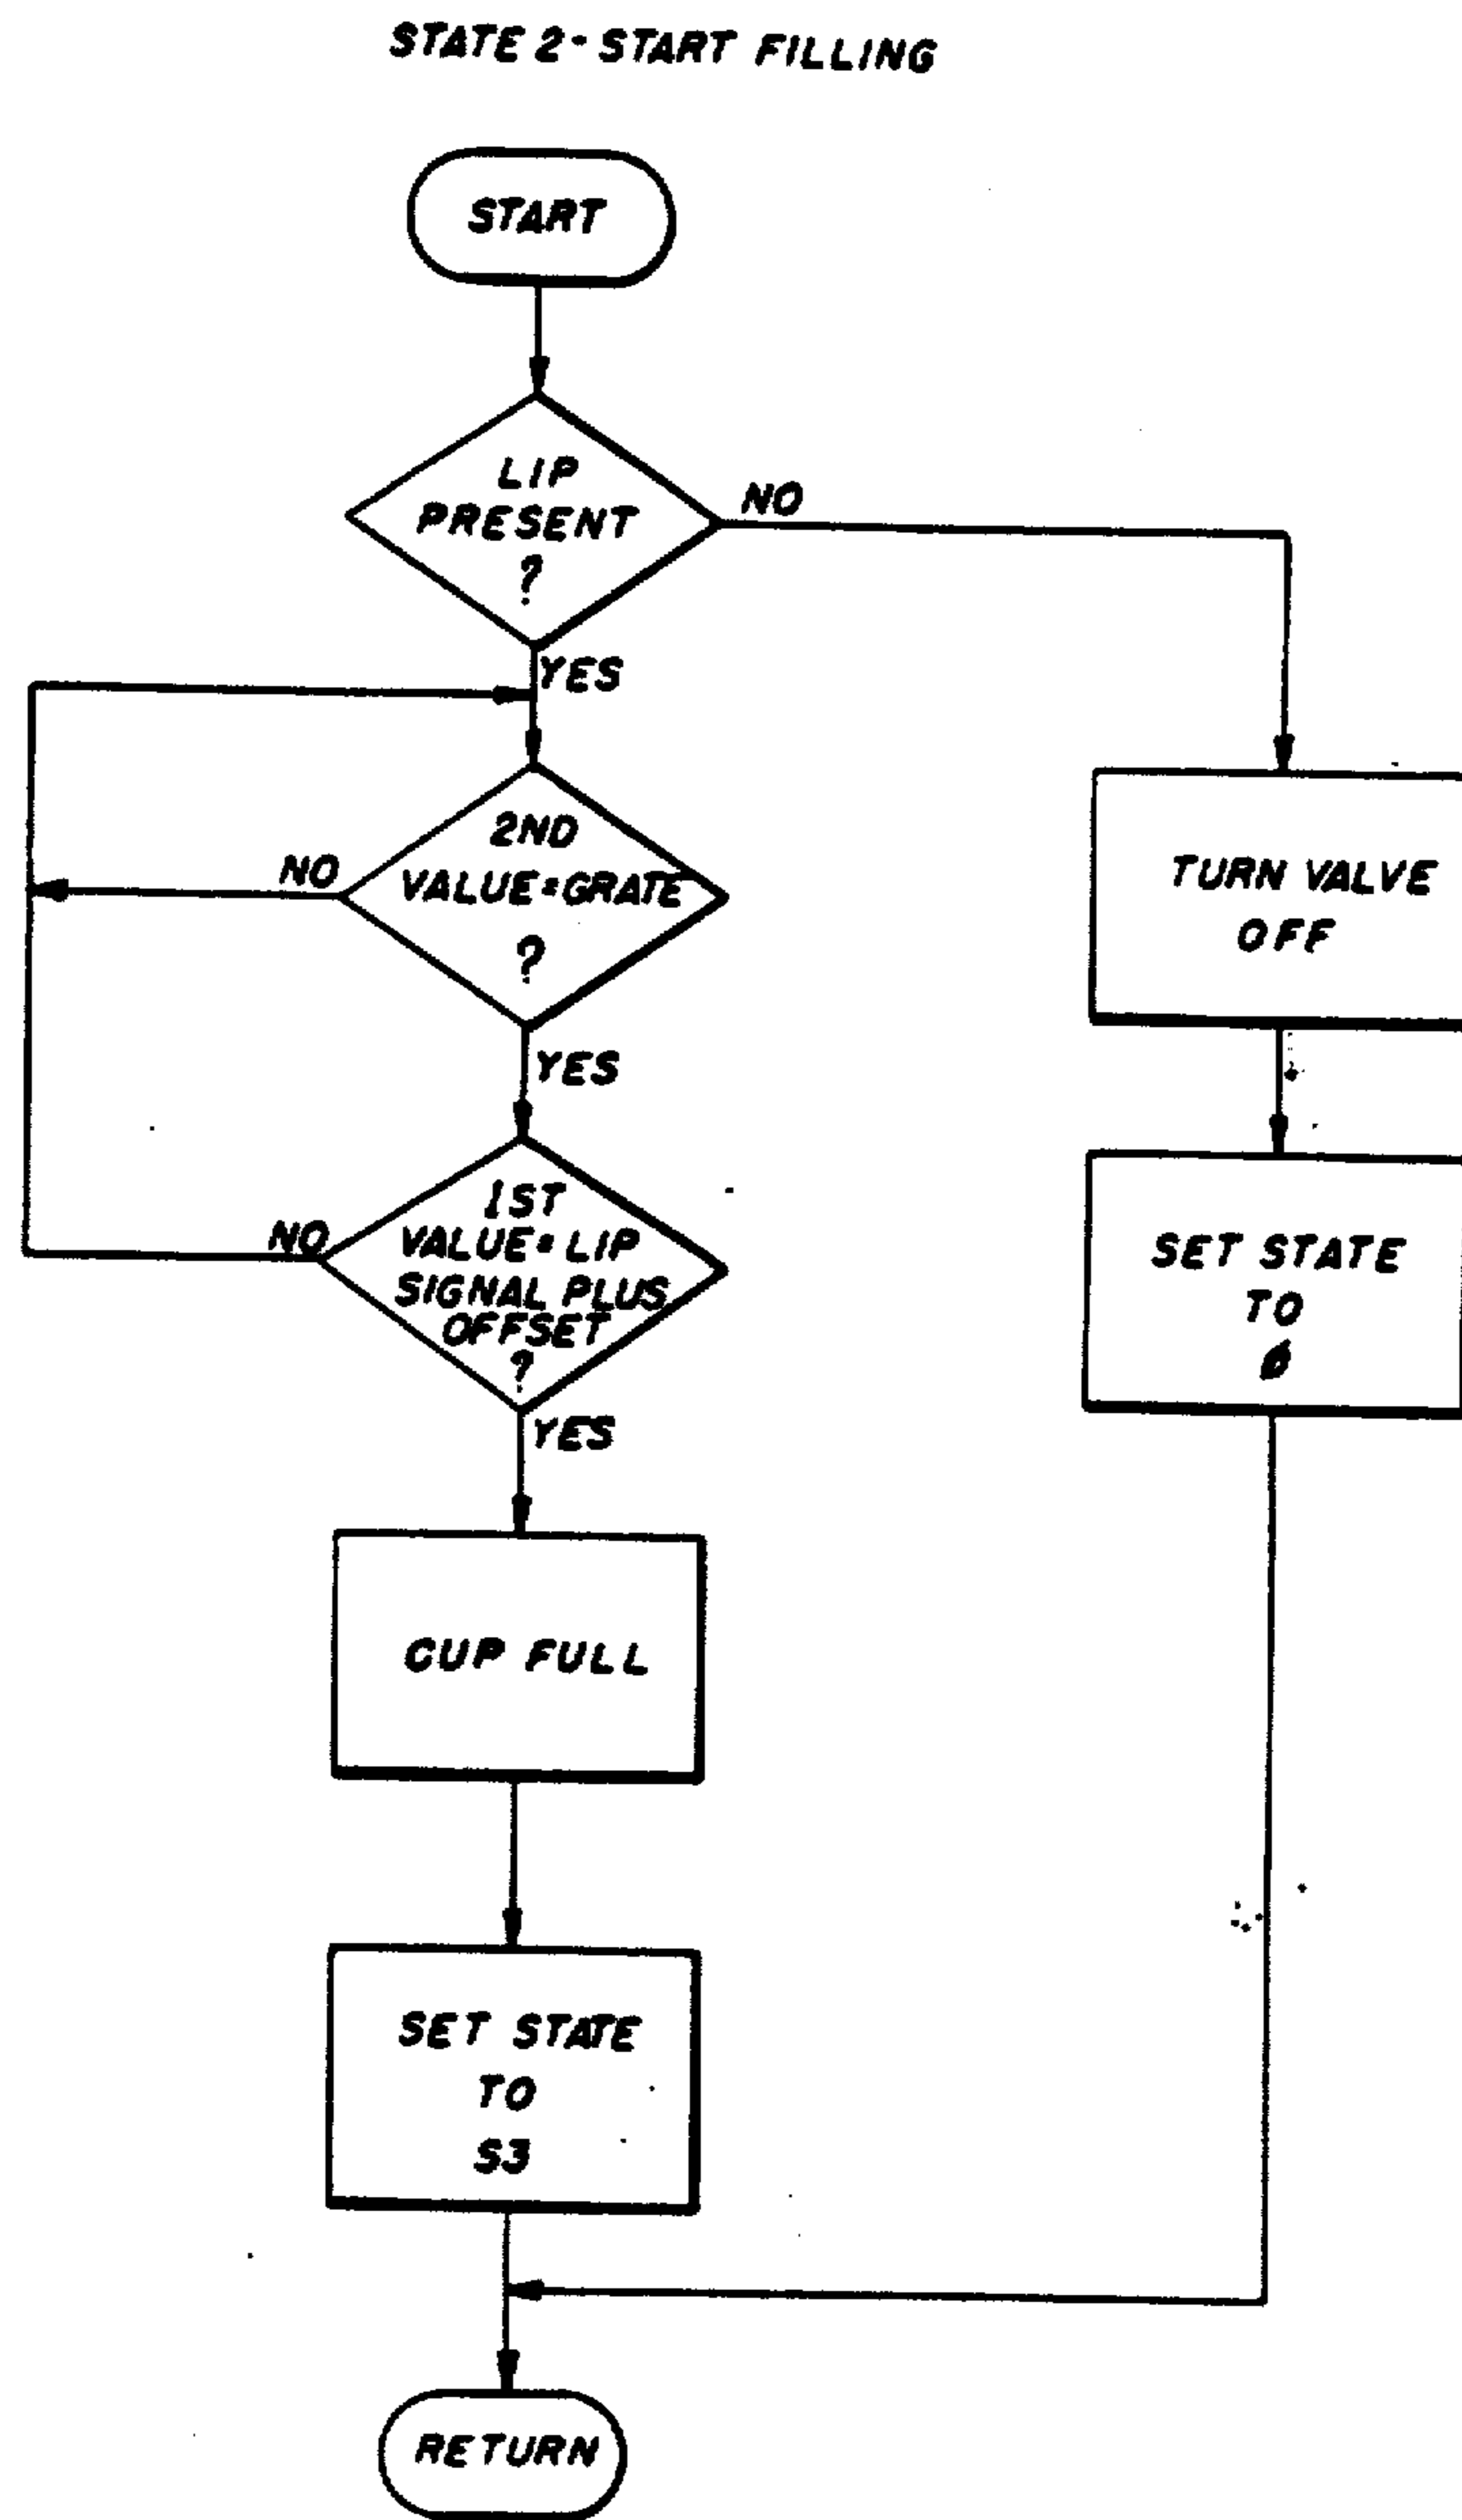 STATE 2- START FILLING
START
LIP
PRESENT
?
NO
YES
2ND
VALUE=GRATE
?
NO
YES
1ST
VALUE= LIP
SIGNAL PLUS
OFFSET
?
NO
YES
CUP FULL
SET STATE
TO
S3
TURN VALVE
OFF
SET STATE
TO
Ø
RETURN